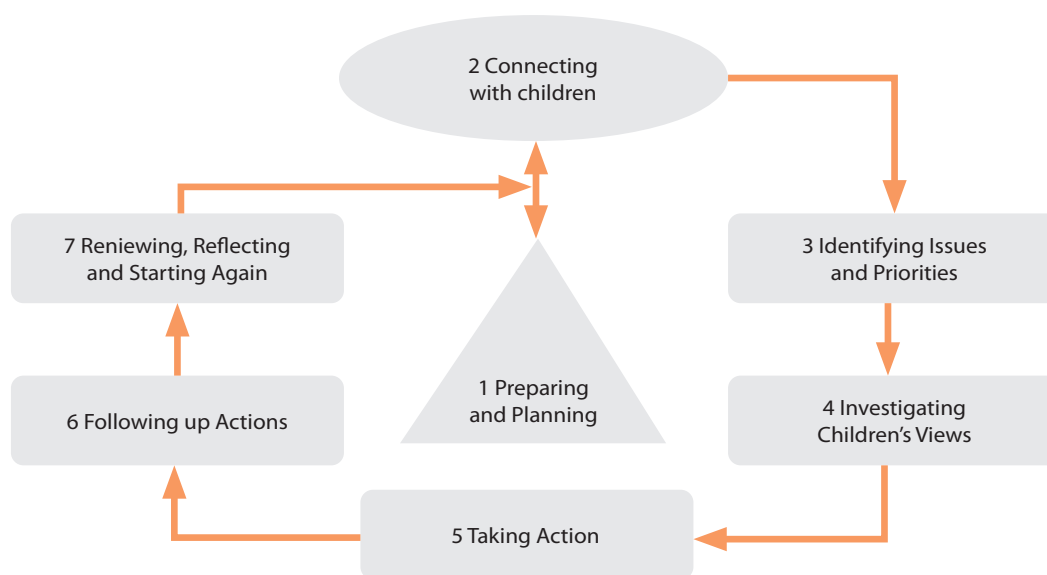 2 Connecting
with children
7 Reniewing, Reflecting
and Starting Again
3 Identifying Issues
and Priorities
1 Preparing
and Planning
6 Following up Actions
4 Investigating
Children’s Views
5 Taking Action